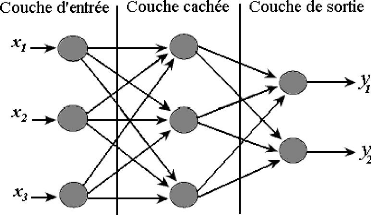 Couche d'entrée Couche cachée Couche de sortie
x1
y1
x2
y2
x3